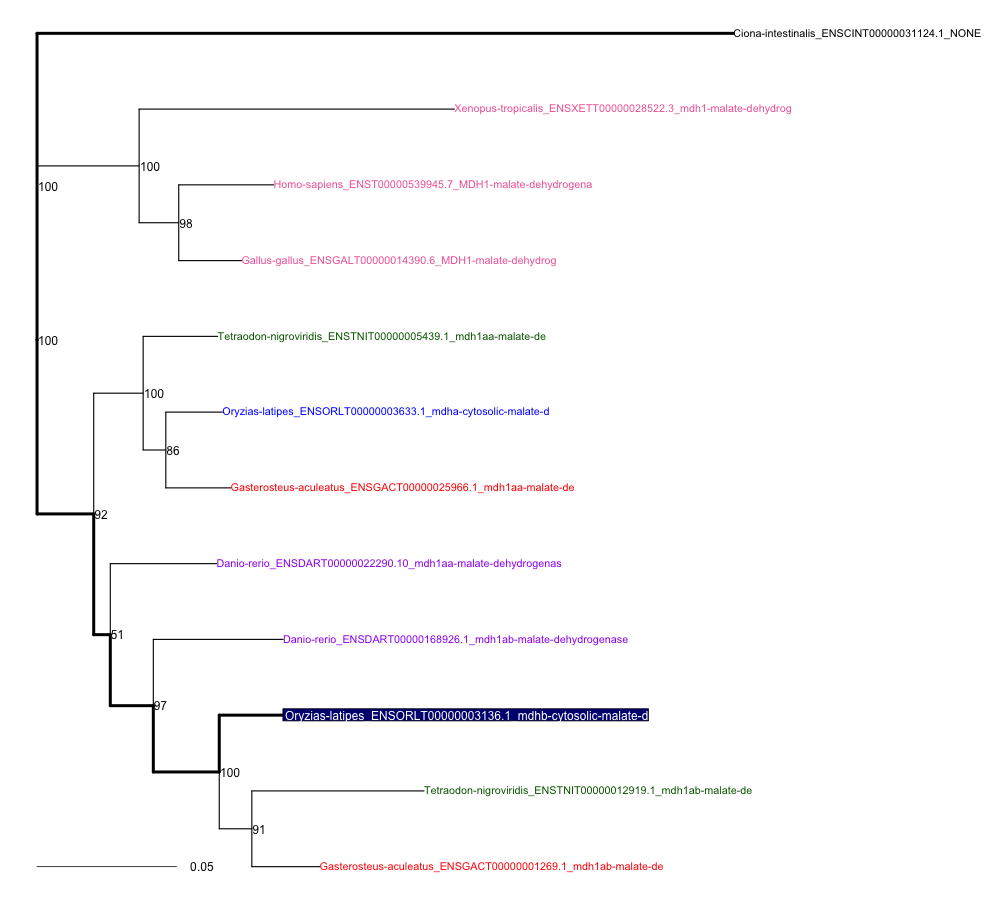 Ciona-intestinalis_ENSCINT00000031124.1_NONE
Xenopus-tropicalis_ENSXETT00000028522.3_mdh1-malate-dehydrog
100
100
Homo-sapiens_ENST00000539945.7_MDH1-malate-dehydrogena
98
Gallus-gallus_ENSGALT00000014390.6_MDH1-malate-dehydrog
Tetraodon-nigroviridis_ENSTNIT00000005439.1_mdh1aa-malate-de
100
100
Oryzias-latipes_ENSORLT00000003633.1_mdha-cytosolic-malate-d
86
Gasterosteus-aculeatus_ENSGACT00000025966.1_mdh1aa-malate-de
92
Danio-rerio_ENSDART00000022290.10_mdh1aa-malate-dehydrogenas
51
Danio-rerio_ENSDART00000168926.1_mdh1ab-malate-dehydrogenase
97
Oryzias-latipes_ENSORLT00000003136.1_mdhb-cytosolic-malate-d
100
Tetraodon-nigroviridis_ENSTNIT00000012919.1_mdh1ab-malate-de
91
Gasterosteus-aculeatus_ENSGACT00000001269.1_mdh1ab-malate-de
0.05